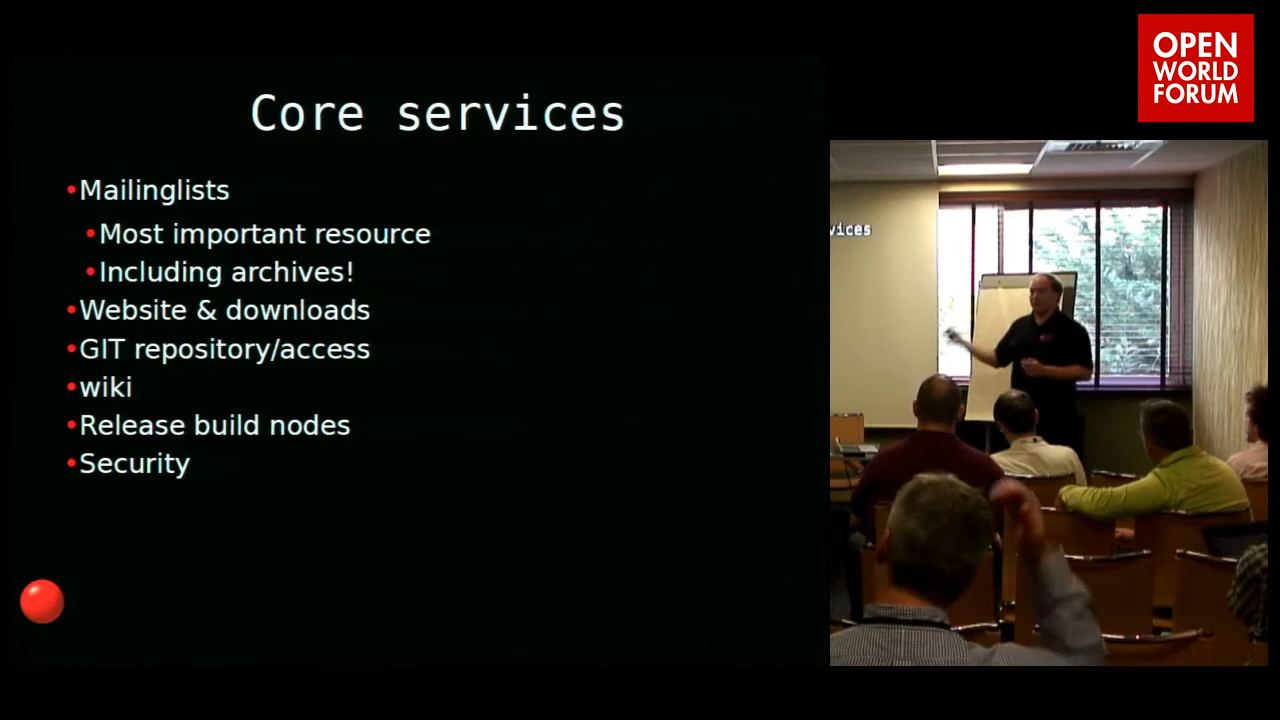 Core services
•Mailinglists
•Most important resource
•Including archives!
•Website & downloads
•GIT repository/access
•wiki
•Release build nodes
•Security
OPEN
WORLD
FORUM
vices